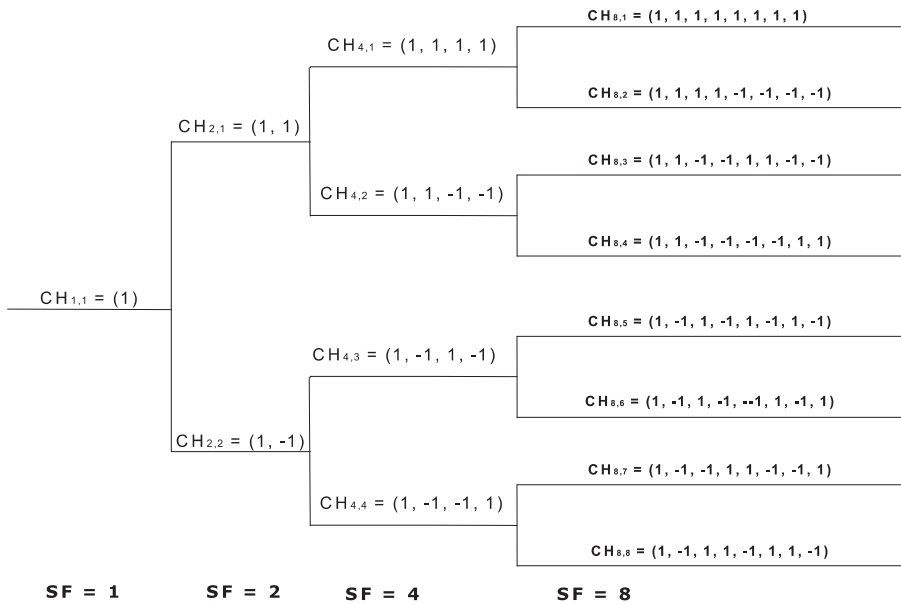 CH8,1 = (1, 1, 1, 1, 1, 1, 1, 1)
CH4,1 = (1, 1, 1, 1)
CH8,2 = (1, 1, 1, 1, -1, -1, -1, -1)
CH2,1 = (1, 1)
CH8,3 = (1, 1, -1, -1, 1, 1, -1, -1)
CH4,2 = (1, 1, -1, -1)
CH8,4 = (1, 1, -1, -1, -1, -1, 1, 1)
CH1,1 = (1)
CH8,5 = (1, -1, 1, -1, 1, -1, 1, -1)
CH4,3 = (1, -1, 1, -1)
CH8,6 = (1, -1, 1, -1, --1, 1, -1, 1)
CH2,2 = (1, -1)
CH8,7 = (1, -1, -1, 1, 1, -1, -1, 1)
CH4,4 = (1, -1, -1, 1)
CH8,8 = (1, -1, 1, 1, -1, 1, 1, -1)
SF = 1 SF = 2 SF = 4 SF = 8